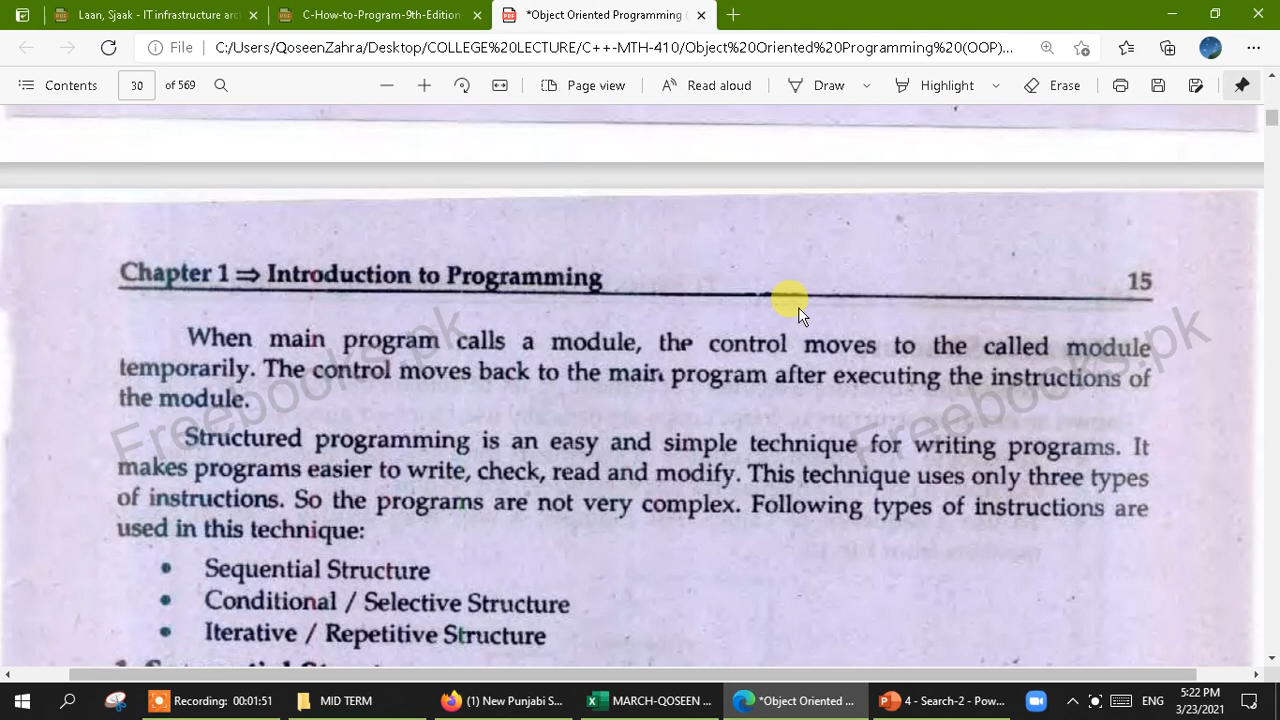 Laan, Sjaak - IT infrastructure arc
C-How-to-Program-9th-Edition
*Object Oriented Programming (
File
C:/Users/QoseenZahra/Desktop/COLLEGE%20LECTURE/C++-MTH-410/Object%20Oriented%20Programming%20(OOP)...
Contents
30
of 569
Page view
Read aloud
Draw
Highlight
Erase
Chapter 1 ⇒ Introduction to Programming
15
When main program calls a module, the control moves to the called module
temporarily. The control moves back to the main program after executing the instructions of
the module.
Structured programming is an easy and simple technique for writing programs. It
makes programs easier to write, check, read and modify. This technique uses only three types
of instructions. So the programs are not very complex. Following types of instructions are
used in this technique:
• Sequential Structure
• Conditional / Selective Structure
• Iterative / Repetitive Structure
Freebooks.pk
Freebooks.pk
Recording: 00:01:51
MID TERM
(1) New Punjabi S...
MARCH-QOSEEN ...
*Object Oriented ...
4 - Search-2 - Pow...
ENG
5:22 PM
3/23/2021